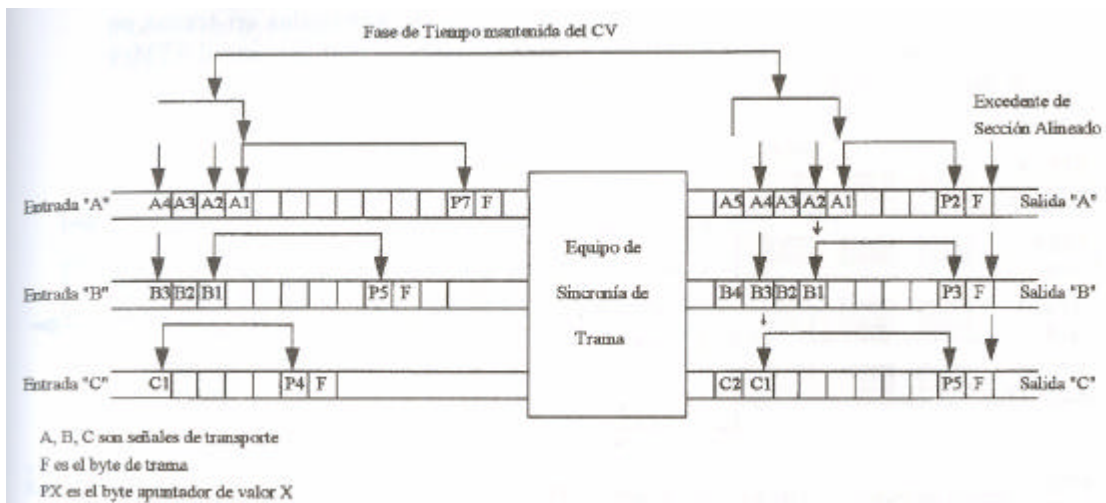 Fase de Tiempo mantenida del CV
Excedente de
Sección Alineado
Entrada "A" A4 A3 A2 A1 P7 F A5 A4 A3 A2 A1 P2 F Salida "A"
Equipo de
Entrada "B" B3 B2 B1 P5 F Sincronía de B4 B3 B2 B1 P3 F Salida "B"
Trama
Entrada "C" C1 P4 F C2 C1 P5 F Salida "C"
A, B, C son señales de transporte
F es el byte de trama
PX es el byte apuntador de valor X